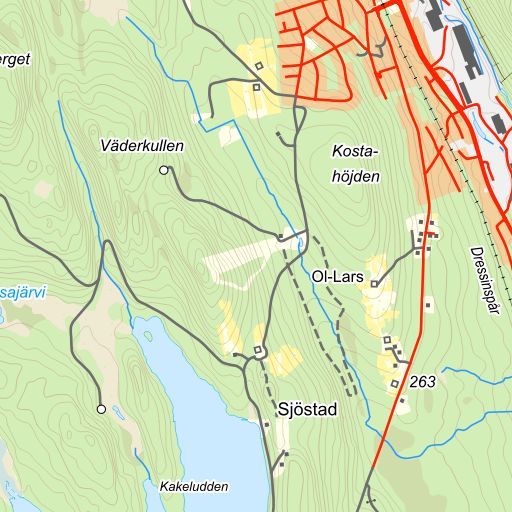 erget
Väderkullen
Kosta-
höjden
Dressinspår
Ol-Lars
sajärvi
263
Sjöstad
Kakeludden